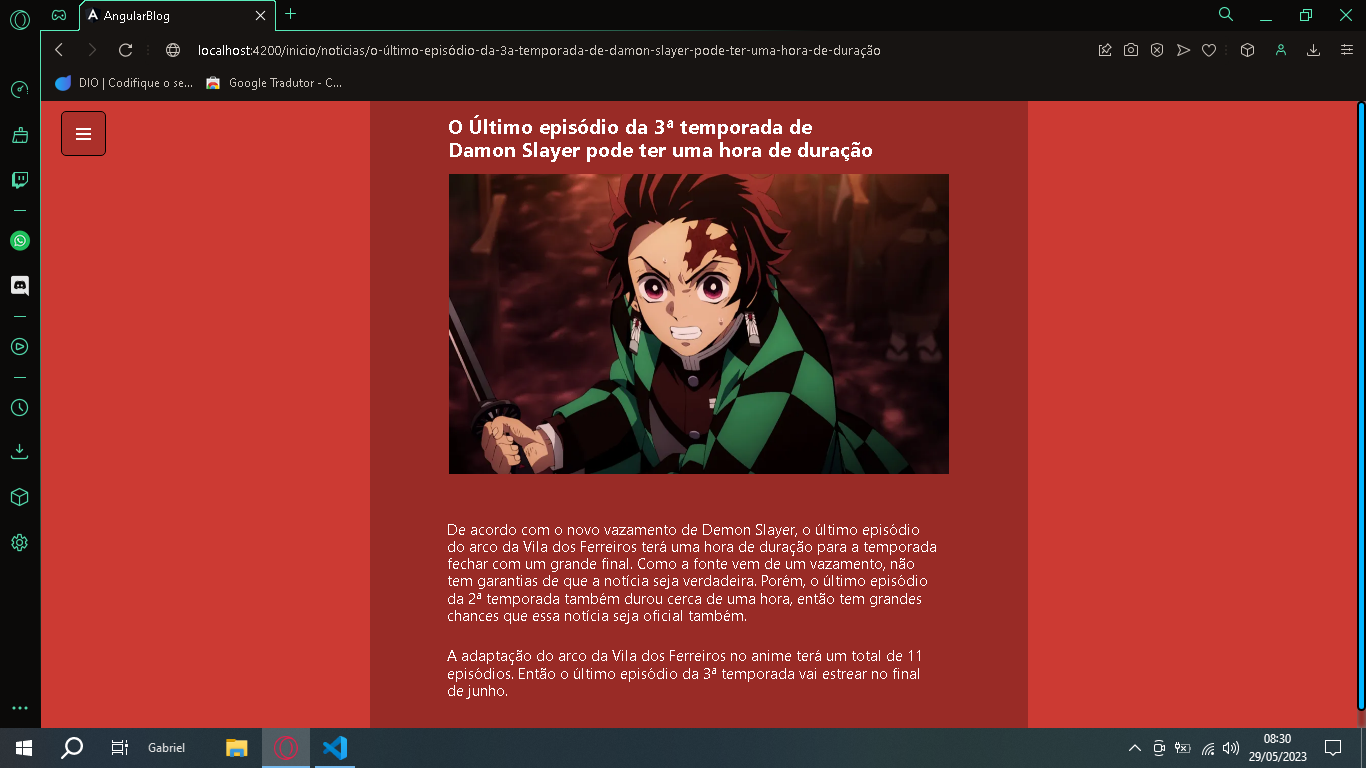 AngularBlog
localhost:4200/inicio/noticias/o-último-episódio-da-3a-temporada-de-damon-slayer-pode-ter-uma-hora-de-duração
DIO | Codifique o se...
Google Tradutor - C...
O Último episódio da 3ª temporada de
Damon Slayer pode ter uma hora de duração
De acordo com o novo vazamento de Demon Slayer, o último episódio
do arco da Vila dos Ferreiros terá uma hora de duração para a temporada
fechar com um grande final. Como a fonte vem de um vazamento, não
tem garantias de que a notícia seja verdadeira. Porém, o último episódio
da 2ª temporada também durou cerca de uma hora, então tem grandes
chances que essa notícia seja oficial também.
A adaptação do arco da Vila dos Ferreiros no anime terá um total de 11
episódios. Então o último episódio da 3ª temporada vai estrear no final
de junho.
Gabriel
08:30
29/05/2023